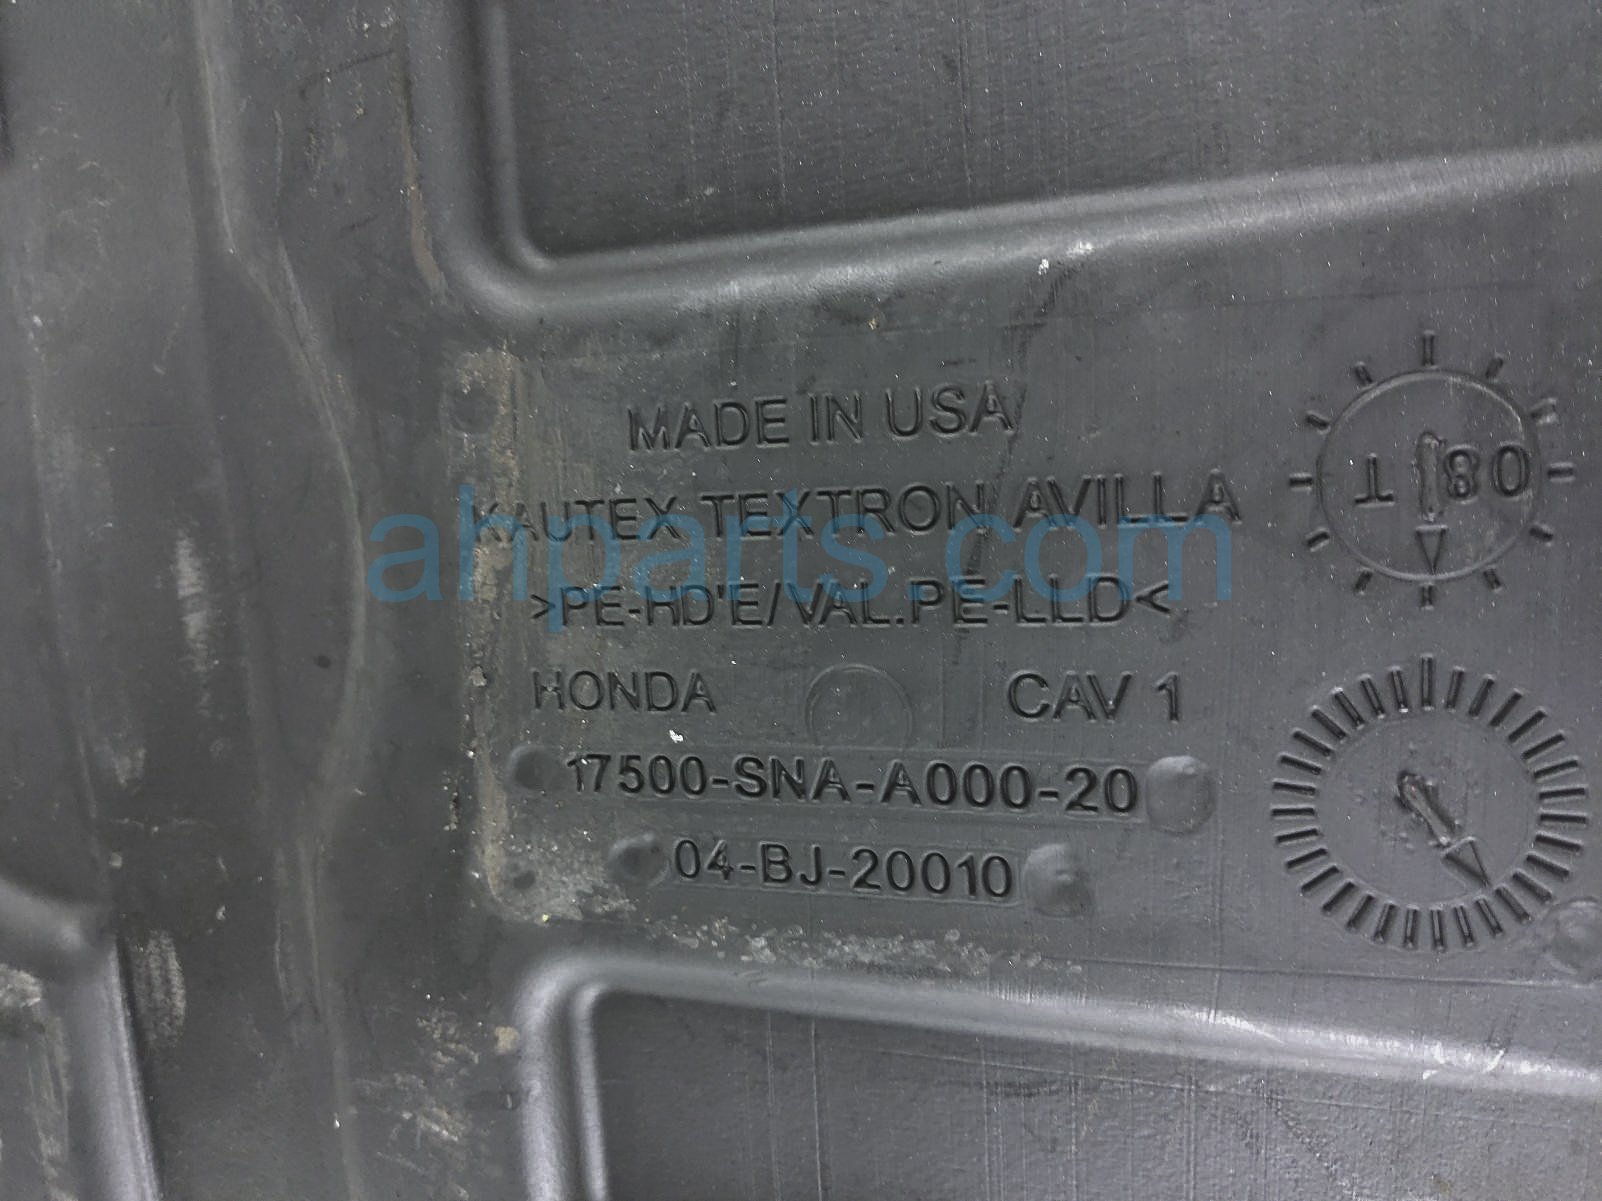 MADE IN USA
KAUTEX TEXTRON AVILLA
>PE-HD'E/VAL.PE-LLD<
HONDA CAV 1
17500-SNA-A000-20
04-BJ-20010
08
ahparts.com